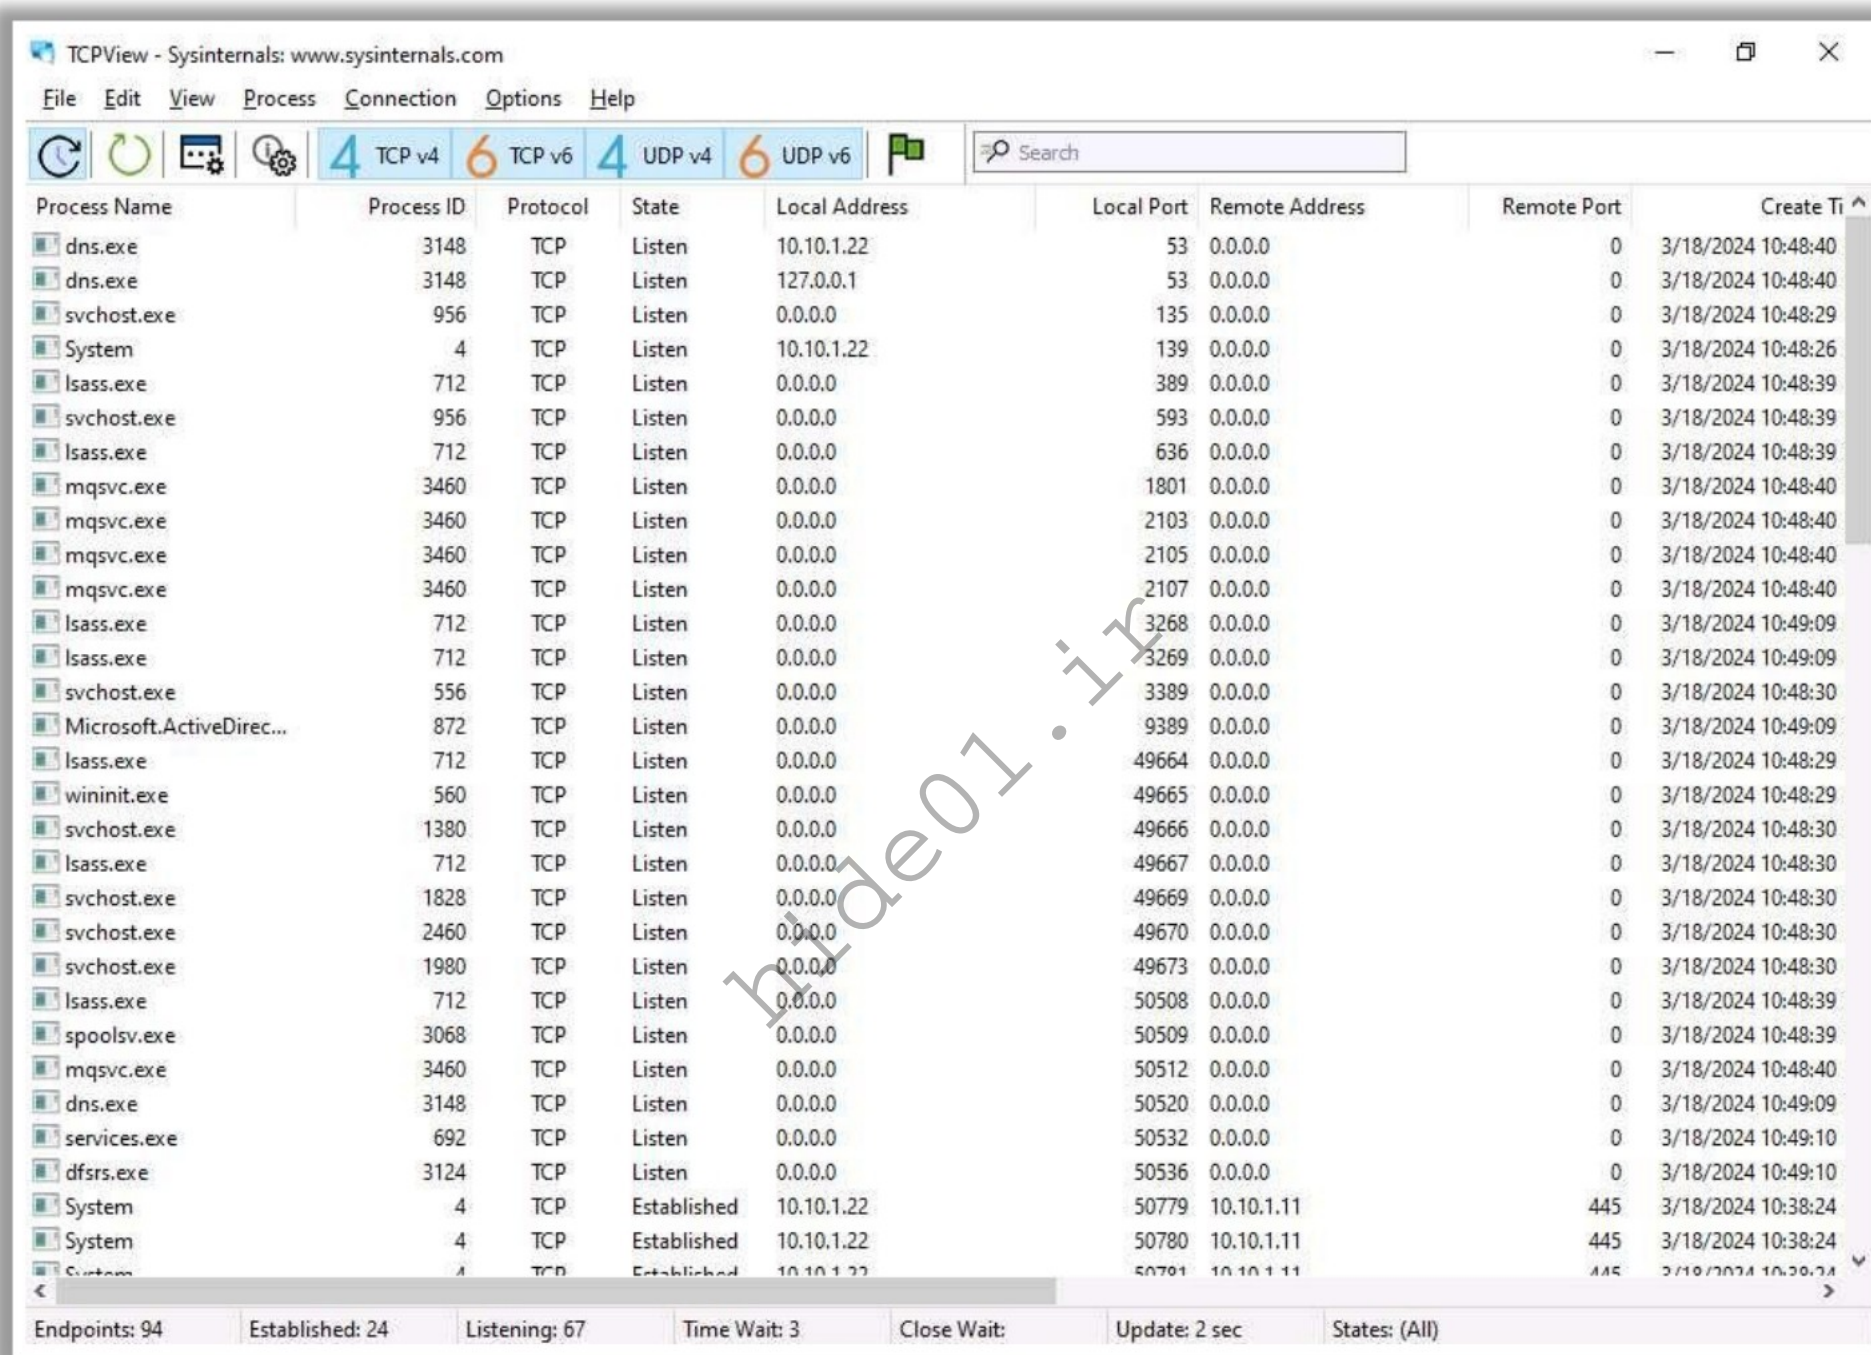 TCPView - Sysinternals: www.sysinternals.com
File Edit View Process Connection Options Help
4 TCP v4 6 TCP v6 4 UDP v4 6 UDP v6 Search
Process Name Process ID Protocol State Local Address Local Port Remote Address Remote Port Create Ti
dns.exe 3148 TCP Listen 10.10.1.22 53 0.0.0.0 0 3/18/2024 10:48:40
dns.exe 3148 TCP Listen 127.0.0.1 53 0.0.0.0 0 3/18/2024 10:48:40
svchost.exe 956 TCP Listen 0.0.0.0 135 0.0.0.0 0 3/18/2024 10:48:29
System 4 TCP Listen 10.10.1.22 139 0.0.0.0 0 3/18/2024 10:48:26
lsass.exe 712 TCP Listen 0.0.0.0 389 0.0.0.0 0 3/18/2024 10:48:39
svchost.exe 956 TCP Listen 0.0.0.0 593 0.0.0.0 0 3/18/2024 10:48:39
lsass.exe 712 TCP Listen 0.0.0.0 636 0.0.0.0 0 3/18/2024 10:48:39
mqsvc.exe 3460 TCP Listen 0.0.0.0 1801 0.0.0.0 0 3/18/2024 10:48:40
mqsvc.exe 3460 TCP Listen 0.0.0.0 2103 0.0.0.0 0 3/18/2024 10:48:40
mqsvc.exe 3460 TCP Listen 0.0.0.0 2105 0.0.0.0 0 3/18/2024 10:48:40
mqsvc.exe 3460 TCP Listen 0.0.0.0 2107 0.0.0.0 0 3/18/2024 10:48:40
lsass.exe 712 TCP Listen 0.0.0.0 3268 0.0.0.0 0 3/18/2024 10:49:09
lsass.exe 712 TCP Listen 0.0.0.0 3269 0.0.0.0 0 3/18/2024 10:49:09
svchost.exe 556 TCP Listen 0.0.0.0 3389 0.0.0.0 0 3/18/2024 10:48:30
Microsoft.ActiveDirec... 872 TCP Listen 0.0.0.0 9389 0.0.0.0 0 3/18/2024 10:49:09
lsass.exe 712 TCP Listen 0.0.0.0 49664 0.0.0.0 0 3/18/2024 10:48:29
wininit.exe 560 TCP Listen 0.0.0.0 49665 0.0.0.0 0 3/18/2024 10:48:29
svchost.exe 1380 TCP Listen 0.0.0.0 49666 0.0.0.0 0 3/18/2024 10:48:30
lsass.exe 712 TCP Listen 0.0.0.0 49667 0.0.0.0 0 3/18/2024 10:48:30
svchost.exe 1828 TCP Listen 0.0.0.0 49669 0.0.0.0 0 3/18/2024 10:48:30
svchost.exe 2460 TCP Listen 0.0.0.0 49670 0.0.0.0 0 3/18/2024 10:48:30
svchost.exe 1980 TCP Listen 0.0.0.0 49673 0.0.0.0 0 3/18/2024 10:48:30
lsass.exe 712 TCP Listen 0.0.0.0 50508 0.0.0.0 0 3/18/2024 10:48:39
spoolsv.exe 3068 TCP Listen 0.0.0.0 50509 0.0.0.0 0 3/18/2024 10:48:39
mqsvc.exe 3460 TCP Listen 0.0.0.0 50512 0.0.0.0 0 3/18/2024 10:48:40
dns.exe 3148 TCP Listen 0.0.0.0 50520 0.0.0.0 0 3/18/2024 10:49:09
services.exe 692 TCP Listen 0.0.0.0 50532 0.0.0.0 0 3/18/2024 10:49:10
dfsrs.exe 3124 TCP Listen 0.0.0.0 50536 0.0.0.0 0 3/18/2024 10:49:10
System 4 TCP Established 10.10.1.22 50779 10.10.1.11 445 3/18/2024 10:38:24
System 4 TCP Established 10.10.1.22 50780 10.10.1.11 445 3/18/2024 10:38:24
System 4 TCP Established 10.10.1.22 50781 10.10.1.11 445 3/18/2024 10:38:24
Endpoints: 94 Established: 24 Listening: 67 Time Wait: 3 Close Wait: Update: 2 sec States: (All)
hide01.ir